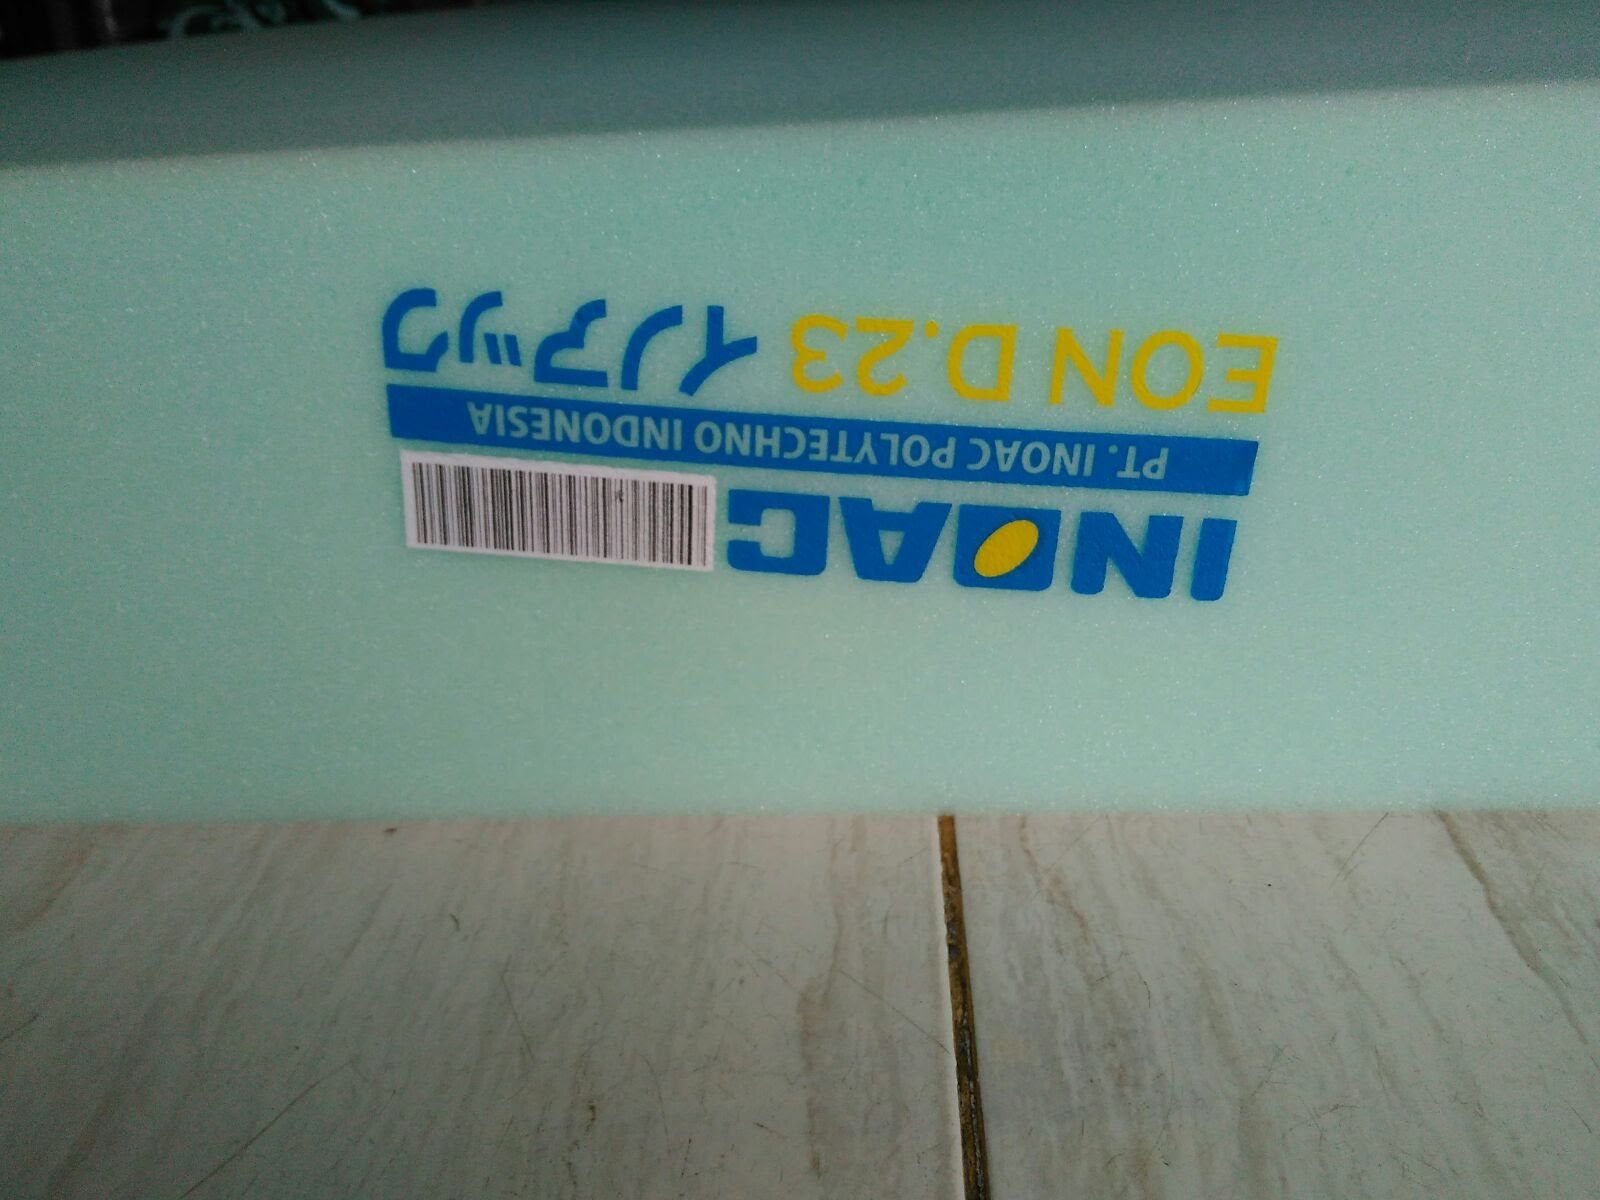 INOAC
PT. INOAC POLYTECHNO INDONESIA
EON D.23 イノアック